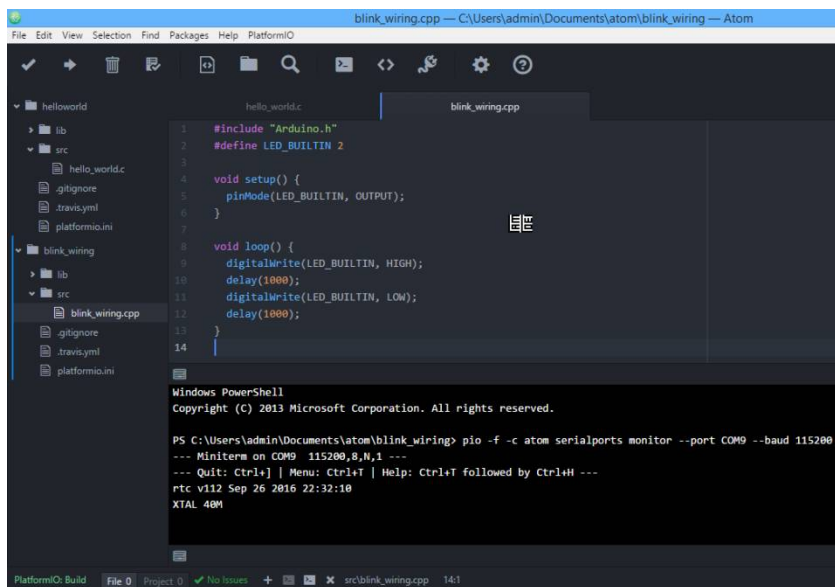 blink_wiring.cpp — C:\Users\admin\Documents\atom\blink_wiring — Atom
File Edit View Selection Find Packages Help PlatformIO
helloworld
lib
src
hello_world.c
.gitignore
.travis.yml
platformio.ini
blink_wiring
lib
src
blink_wiring.cpp
.gitignore
.travis.yml
platformio.ini
hello_world.c blink_wiring.cpp
1 #include "Arduino.h"
2 #define LED_BUILTIN 2
3
4 void setup() {
5 pinMode(LED_BUILTIN, OUTPUT);
6 }
7
8 void loop() {
9 digitalWrite(LED_BUILTIN, HIGH);
10 delay(1000);
11 digitalWrite(LED_BUILTIN, LOW);
12 delay(1000);
13 }
14
Windows PowerShell
Copyright (C) 2013 Microsoft Corporation. All rights reserved.
PS C:\Users\admin\Documents\atom\blink_wiring> pio -f -c atom serialports monitor --port COM9 --baud 115200
--- Miniterm on COM9 115200,8,N,1 ---
--- Quit: Ctrl+] | Menu: Ctrl+T | Help: Ctrl+T followed by Ctrl+H ---
rtc v112 Sep 26 2016 22:32:10
XTAL 40M
PlatformIO: Build File 0 Project 0 No Issues src\blink_wiring.cpp 14:1